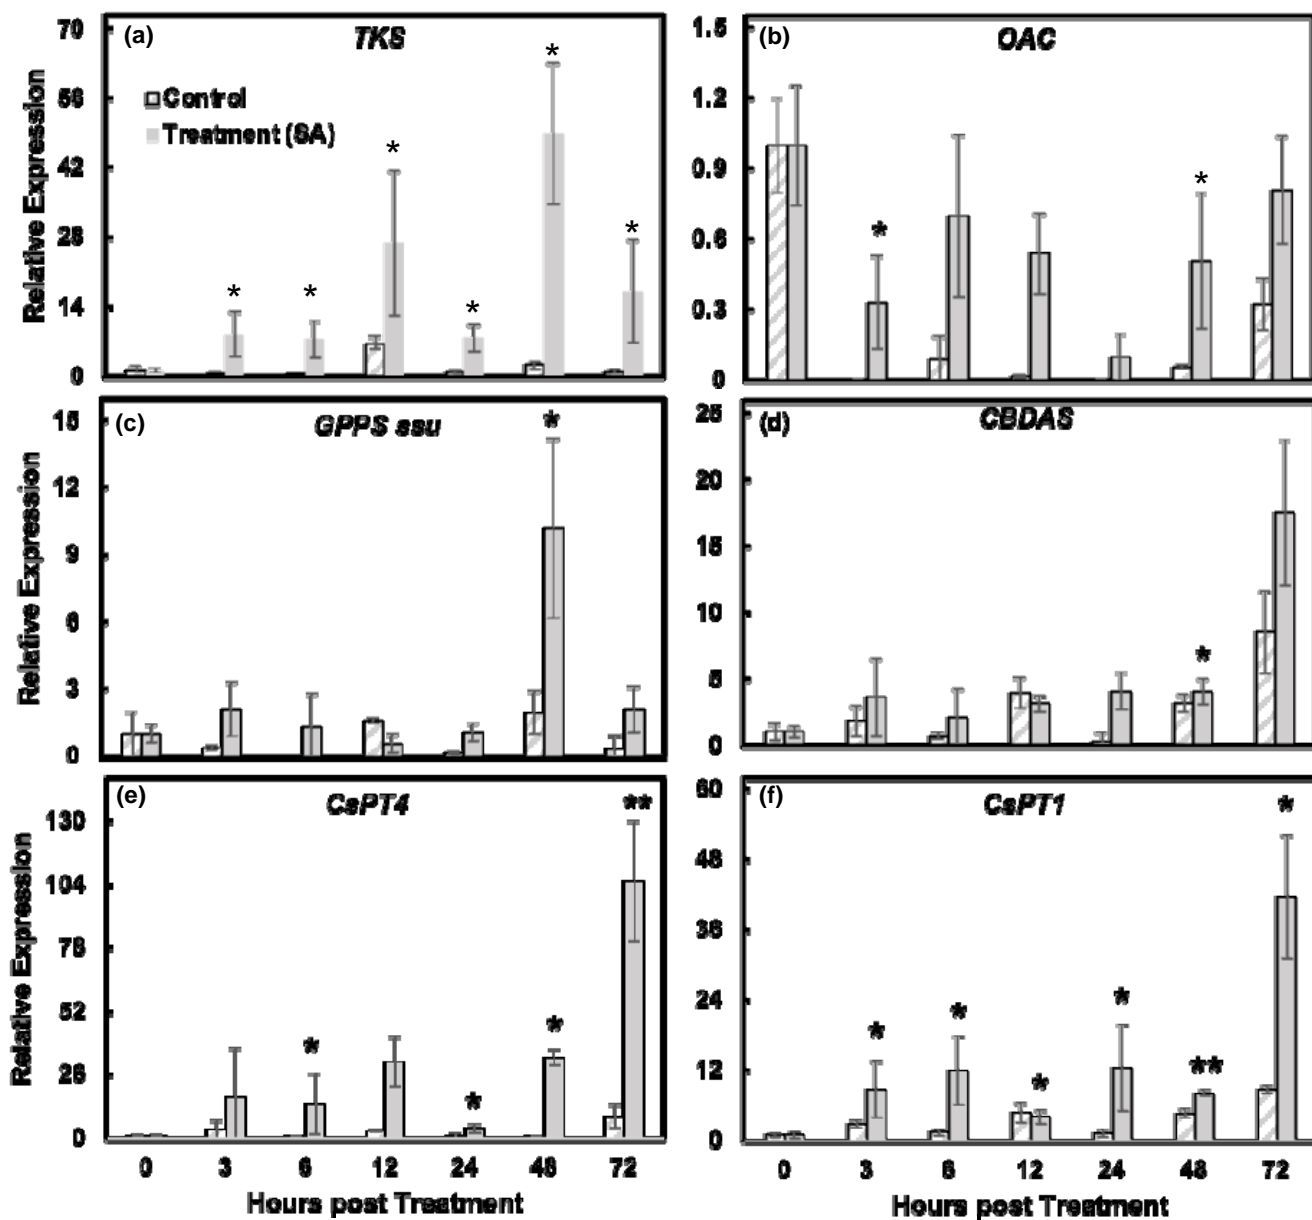 (a) TKS
70
56
42
28
14
0
Relative Expression
Control
Treatment (SA)
* * * * * *
(b) OAC
1.5
1.2
0.9
0.6
0.3
0
* *
(c) GPPS ssu
15
12
9
6
3
0
Relative Expression
*
(d) CBDAS
25
20
15
10
5
0
*
(e) CsPT4
130
104
78
52
26
0
Relative Expression
* * * **
0 3 6 12 24 48 72
Hours post Treatment
(f) CsPT1
60
48
36
24
12
0
* * * * ** *
0 3 6 12 24 48 72
Hours post Treatment